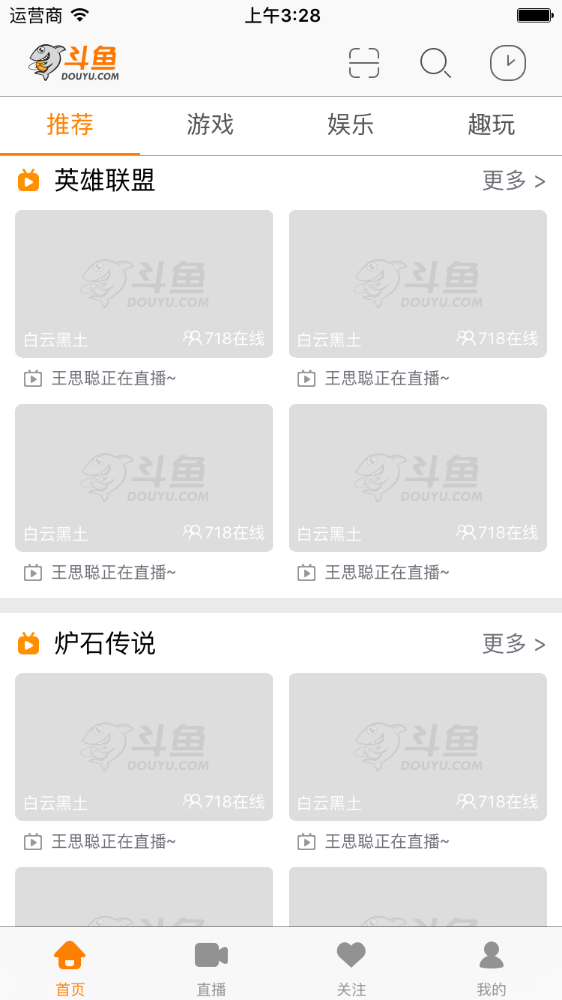 运营商 上午3:28
斗鱼
DOUYU.COM
推荐 游戏 娱乐 趣玩
英雄联盟 更多 >
斗鱼 斗鱼
DOUYU.COM DOUYU.COM
白云黑土 718在线 白云黑土 718在线
王思聪正在直播~ 王思聪正在直播~
斗鱼 斗鱼
DOUYU.COM DOUYU.COM
白云黑土 718在线 白云黑土 718在线
王思聪正在直播~ 王思聪正在直播~
炉石传说 更多 >
斗鱼 斗鱼
DOUYU.COM DOUYU.COM
白云黑土 718在线 白云黑土 718在线
王思聪正在直播~ 王思聪正在直播~
首页 直播 关注 我的